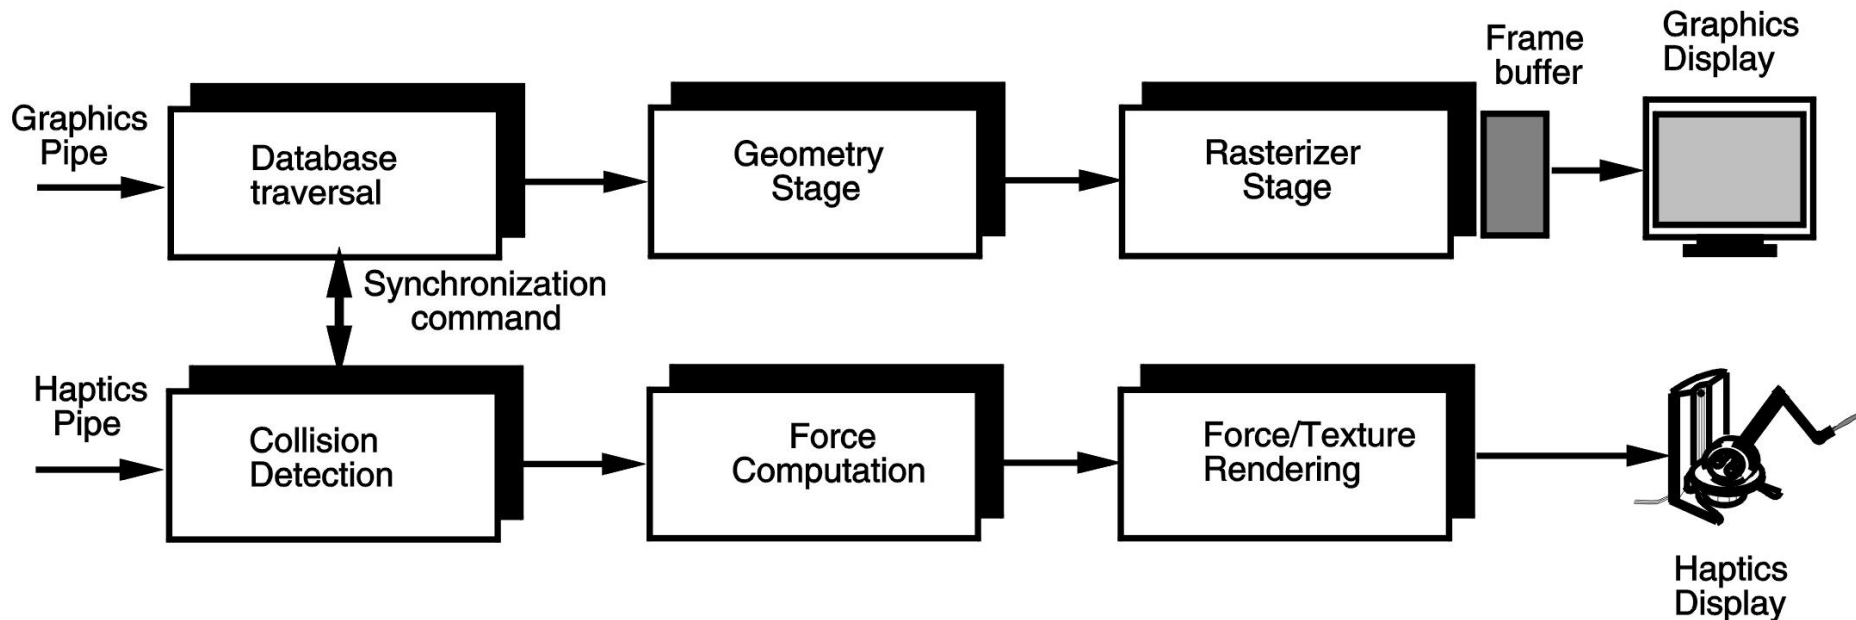 Graphics
Pipe
Database
traversal
Geometry
Stage
Rasterizer
Stage
Frame
buffer
Graphics
Display
Synchronization
command
Haptics
Pipe
Collision
Detection
Force
Computation
Force/Texture
Rendering
Haptics
Display